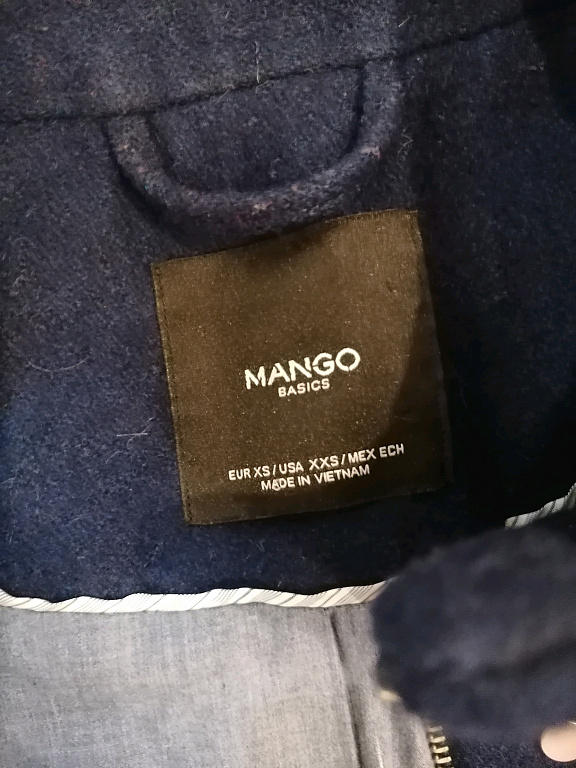 MANGO
BASICS
EUR XS / USA XXS / MEX ECH
MADE IN VIETNAM